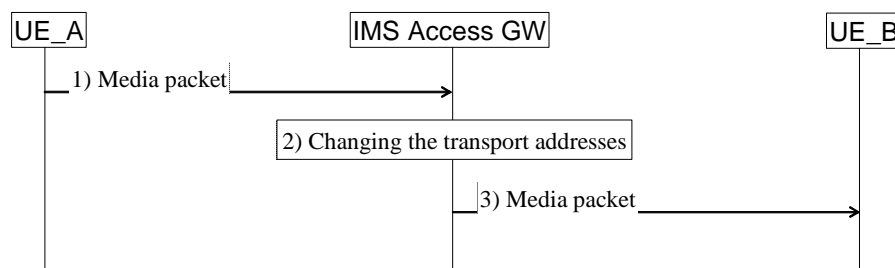 UE_A
IMS Access GW
UE_B
1) Media packet
2) Changing the transport addresses
3) Media packet